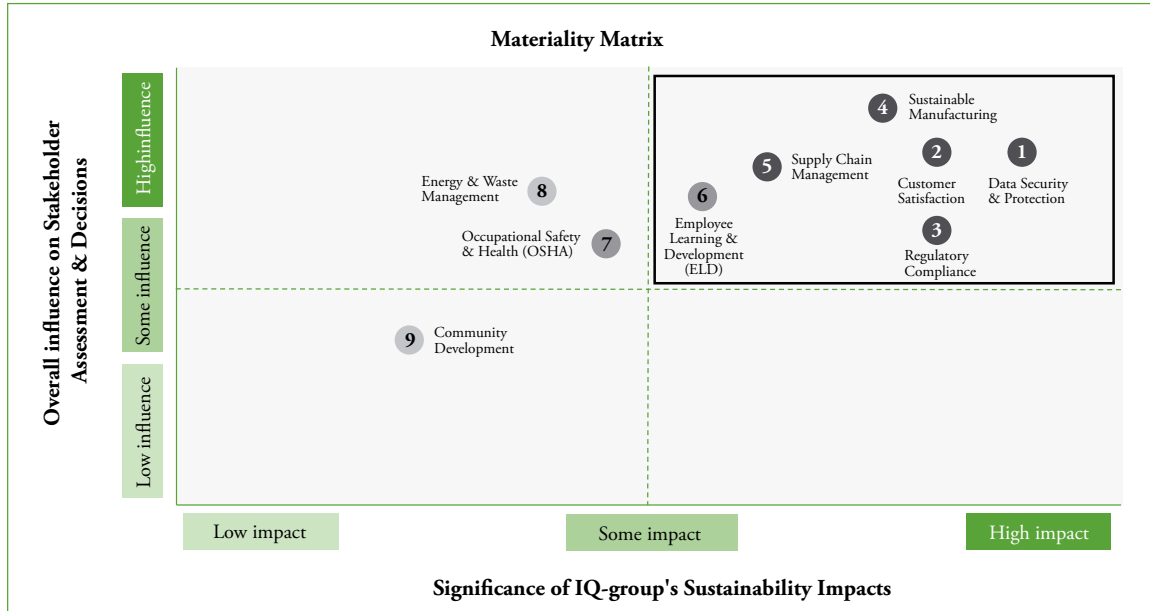 Materiality Matrix
Overall influence on Stakeholder
Assessment & Decisions
Highinfluence
Some influence
Low influence
4
Sustainable
Manufacturing
2
Customer
Satisfaction
1
Data Security
& Protection
5
Supply Chain
Management
6
Employee
Learning &
Development
(ELD)
3
Regulatory
Compliance
Energy & Waste
Management
8
Occupational Safety
& Health (OSHA)
7
9
Community
Development
Low impact
Some impact
High impact
Significance of IQ-group's Sustainability Impacts